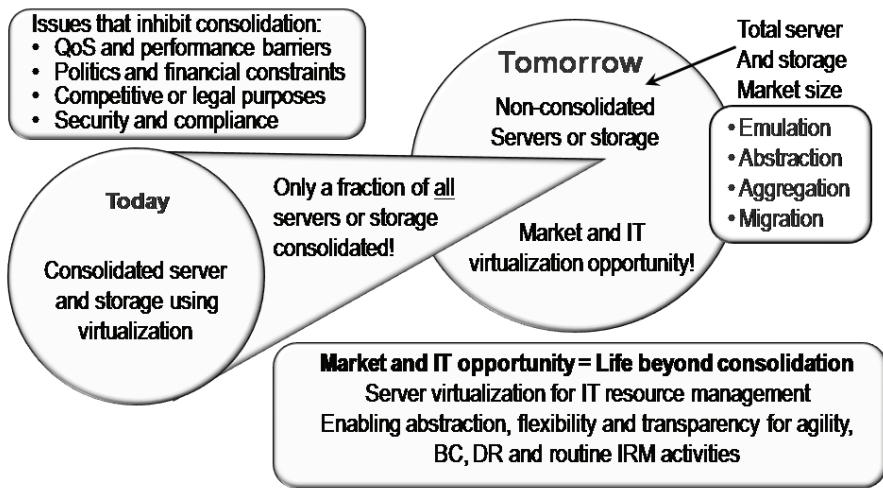 Issues that inhibit consolidation:
• QoS and performance barriers
• Politics and financial constraints
• Competitive or legal purposes
• Security and compliance
Total server
And storage
Market size
Tomorrow
Non-consolidated
Servers or storage
• Emulation
• Abstraction
• Aggregation
• Migration
Today
Consolidated server
and storage using
virtualization
Only a fraction of all
servers or storage
consolidated!
Market and IT
virtualization opportunity!
Market and IT opportunity = Life beyond consolidation
Server virtualization for IT resource management
Enabling abstraction, flexibility and transparency for agility,
BC, DR and routine IRM activities